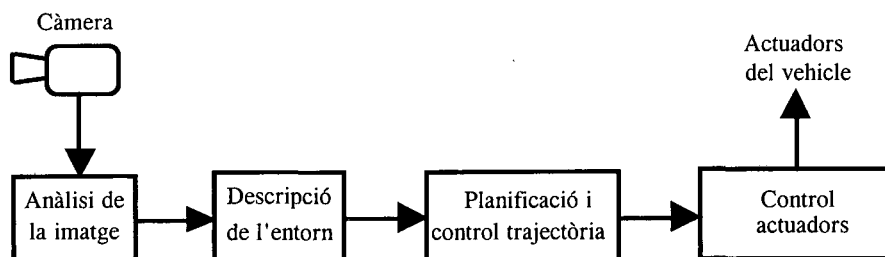 Càmera
Actuadors
del vehicle
Anàlisi de
la imatge
Descripció
de l'entorn
Planificació i
control trajectòria
Control
actuadors